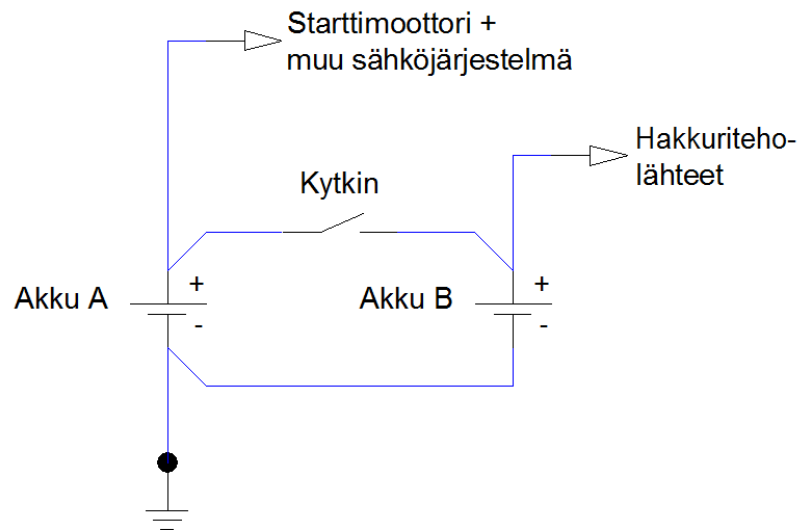 Starttimoottori +
muu sähköjärjestelmä
Hakkuriteho-
lähteet
Kytkin
Akku A
+
-
Akku B
+
-